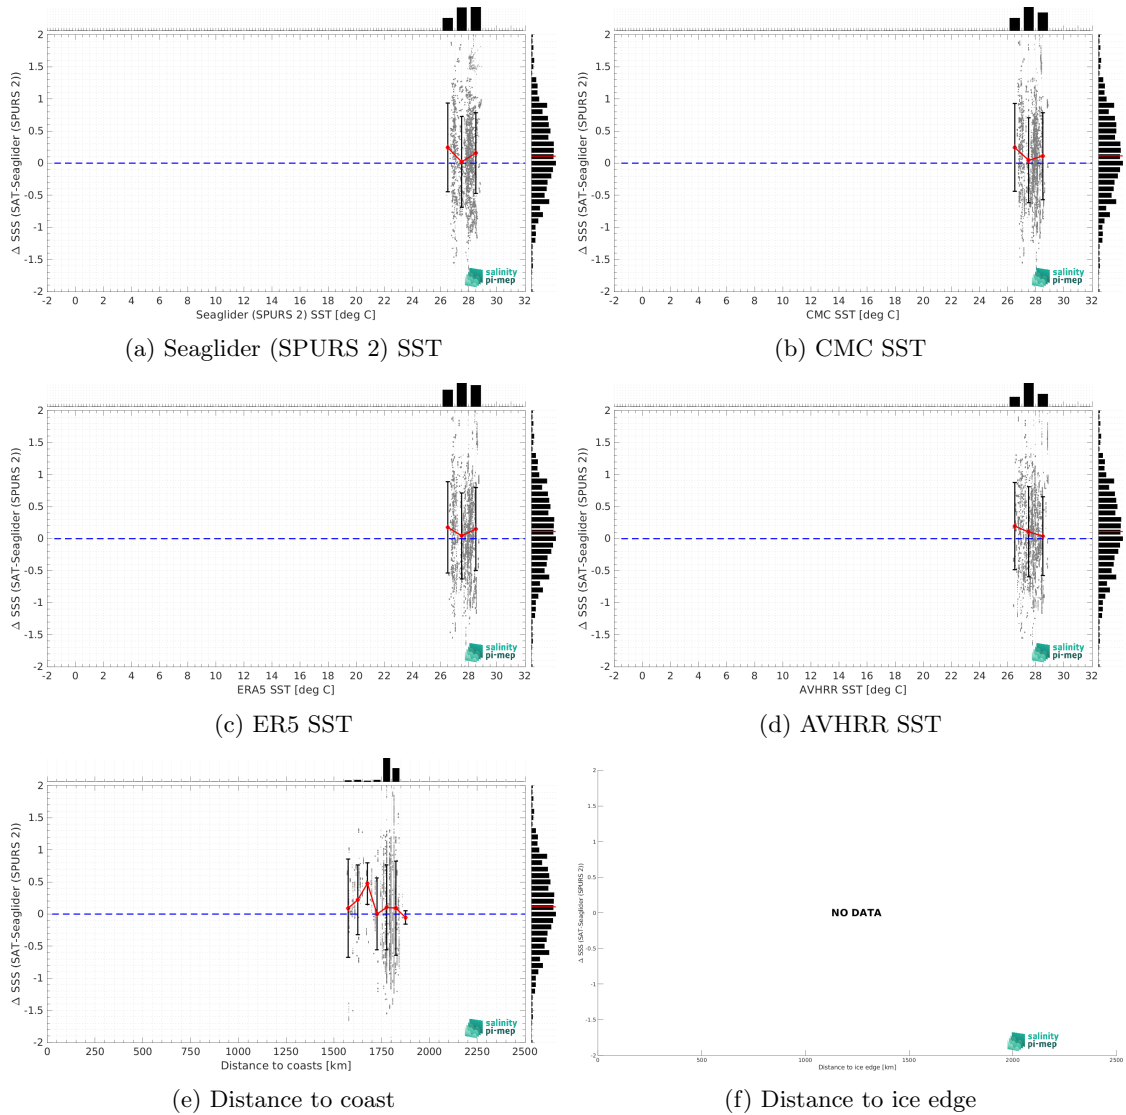 2
1.5
1
0.5
0
-0.5
-1
-1.5
-2
-2 0 2 4 6 8 10 12 14 16 18 20 22 24 26 28 30 32
Δ SSS (SAT-Seaglider (SPURS 2))
Seaglider (SPURS 2) SST [deg C]
salinity
pi-mep
(a) Seaglider (SPURS 2) SST
2
1.5
1
0.5
0
-0.5
-1
-1.5
-2
-2 0 2 4 6 8 10 12 14 16 18 20 22 24 26 28 30 32
Δ SSS (SAT-Seaglider (SPURS 2))
CMC SST [deg C]
salinity
pi-mep
(b) CMC SST
2
1.5
1
0.5
0
-0.5
-1
-1.5
-2
-2 0 2 4 6 8 10 12 14 16 18 20 22 24 26 28 30 32
Δ SSS (SAT-Seaglider (SPURS 2))
ERA5 SST [deg C]
salinity
pi-mep
(c) ER5 SST
2
1.5
1
0.5
0
-0.5
-1
-1.5
-2
-2 0 2 4 6 8 10 12 14 16 18 20 22 24 26 28 30 32
Δ SSS (SAT-Seaglider (SPURS 2))
AVHRR SST [deg C]
salinity
pi-mep
(d) AVHRR SST
2
1.5
1
0.5
0
-0.5
-1
-1.5
-2
0 250 500 750 1000 1250 1500 1750 2000 2250 2500
Δ SSS (SAT-Seaglider (SPURS 2))
Distance to coasts [km]
salinity
pi-mep
(e) Distance to coast
2
1.5
1
0.5
0
-0.5
-1
-1.5
-2
0 500 1000 1500 2000 2500
Δ SSS (SAT-Seaglider (SPURS 2))
NO DATA
Distance to ice edge [km]
salinity
pi-mep
(f) Distance to ice edge